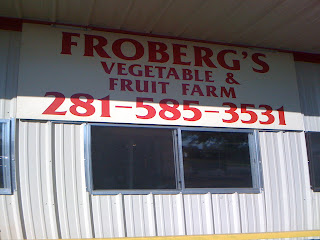 FROBERG'S
VEGETABLE &
FRUIT FARM
281-585-3531